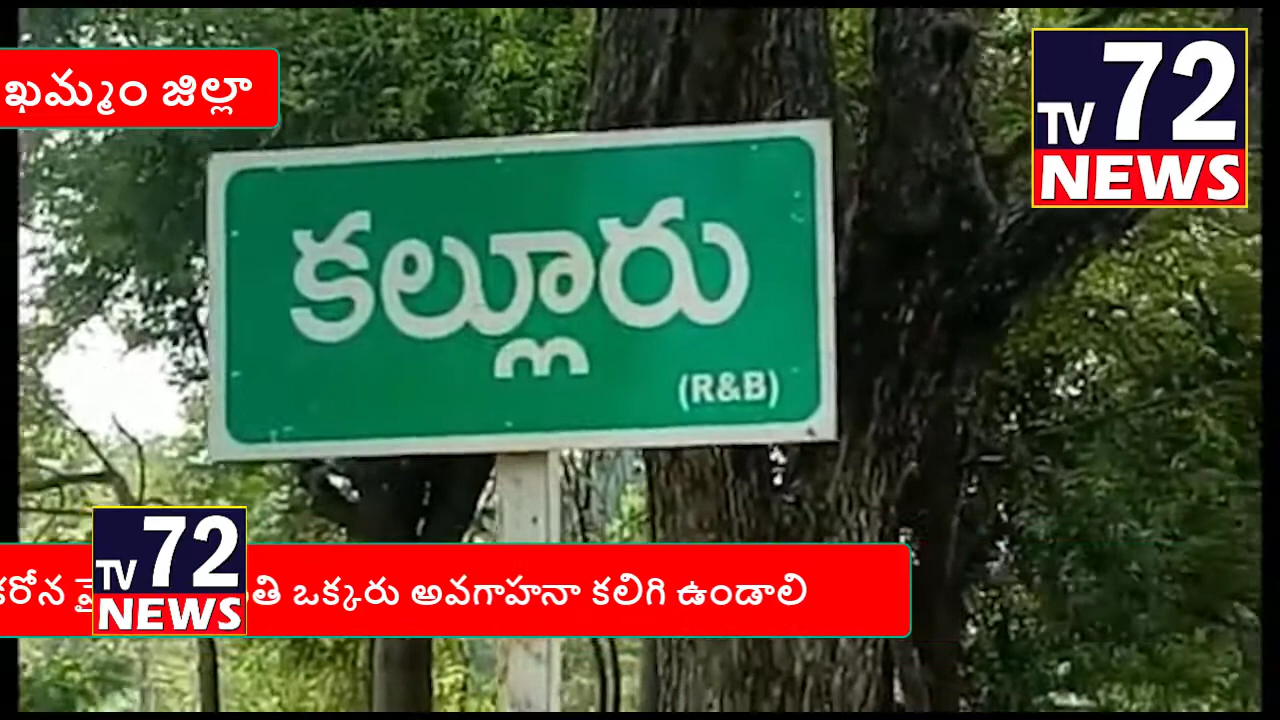 ఖమ్మం జిల్లా
TV 72
NEWS
కల్లూరు
(R&B)
TV 72
NEWS
ఒక్కరు అవగాహనా కలిగి ఉండాలి